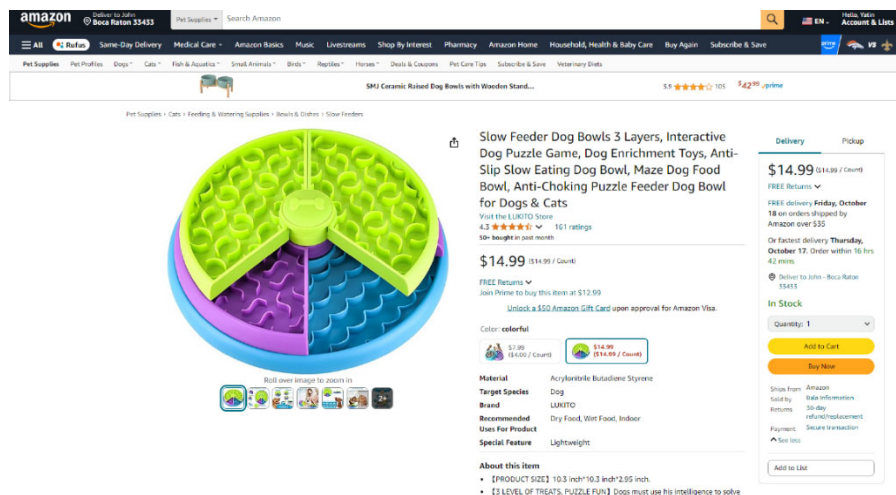 amazon
Deliver to John
Boca Raton 33433
Pet Supplies
Search Amazon
EN
Hello, Yatin
Account & Lists
All
Rufus
Same-Day Delivery
Medical Care
Amazon Basics
Music
Livestreams
Shop By Interest
Pharmacy
Amazon Home
Household, Health & Baby Care
Buy Again
Subscribe & Save
prime
VS
Pet Supplies
Pet Profiles
Dogs
Cats
Fish & Aquatics
Small Animals
Birds
Reptiles
Horses
Deals & Coupons
Pet Care Tips
Subscribe & Save
Veterinary Diets
SMJ Ceramic Raised Dog Bowls with Wooden Stand...
3.8
105
$42⁹⁹ prime
Pet Supplies › Cats › Feeding & Watering Supplies › Bowls & Dishes › Slow Feeders
Roll over image to zoom in
2+
Slow Feeder Dog Bowls 3 Layers, Interactive
Dog Puzzle Game, Dog Enrichment Toys, Anti-
Slip Slow Eating Dog Bowl, Maze Dog Food
Bowl, Anti-Choking Puzzle Feeder Dog Bowl
for Dogs & Cats
Visit the LUKITO Store
4.3 161 ratings
50+ bought in past month
$14.99 ($14.99 / Count)
FREE Returns
Join Prime to buy this item at $12.99
Unlock a $50 Amazon Gift Card upon approval for Amazon Visa.
Color: colorful
$7.99
($4.00 / Count)
$14.99
($14.99 / Count)
Material Acrylonitrile Butadiene Styrene
Target Species Dog
Brand LUKITO
Recommended Uses For Product Dry Food, Wet Food, Indoor
Special Feature Lightweight
About this item
• 【PRODUCT SIZE】10.3 inch*10.3 inch*2.95 inch.
• 【3 LEVEL OF TREATS, PUZZLE FUN】Dogs must use his intelligence to solve
Delivery
Pickup
$14.99 ($14.99 / Count)
FREE Returns
FREE delivery Friday, October
18 on orders shipped by
Amazon over $35
Or fastest delivery Thursday,
October 17. Order within 16 hrs
42 mins
Deliver to John - Boca Raton
33433
In Stock
Quantity: 1
Add to Cart
Buy Now
Ships from Amazon
Sold by
Returns 30-day
refund/replacement
Payment Secure transaction
See less
Add to List